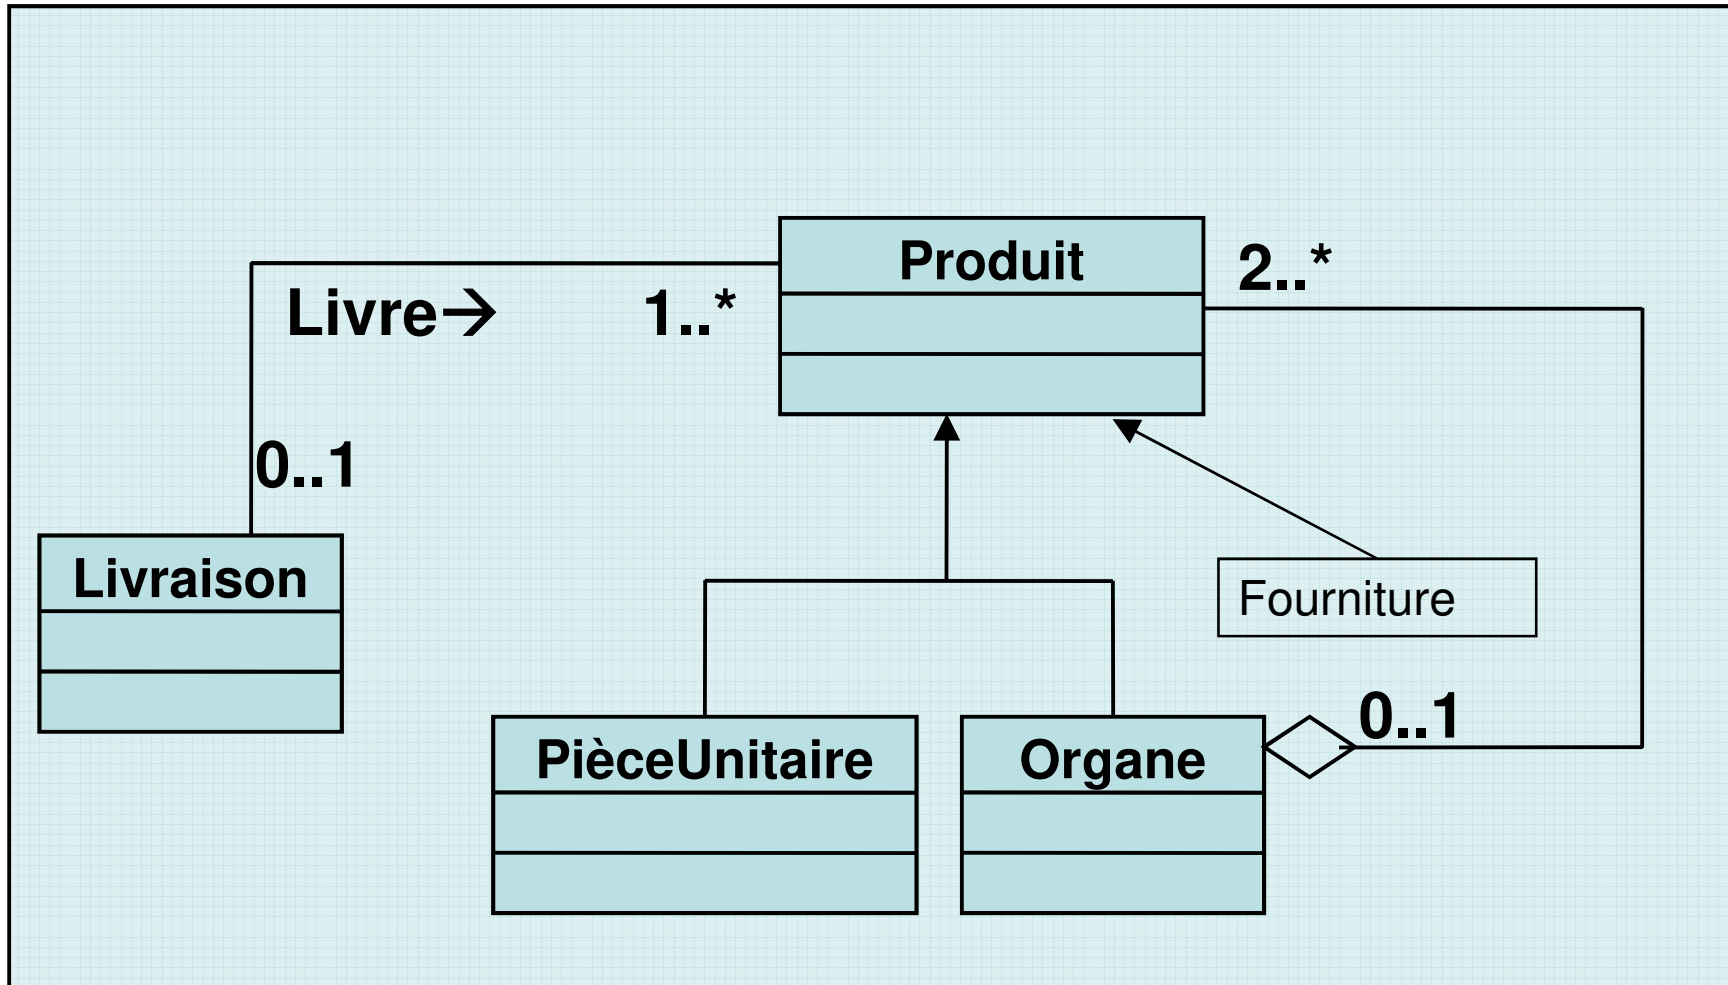 Produit
2..*
Livre→
1..*
0..1
Livraison
Fourniture
PièceUnitaire
Organe
0..1